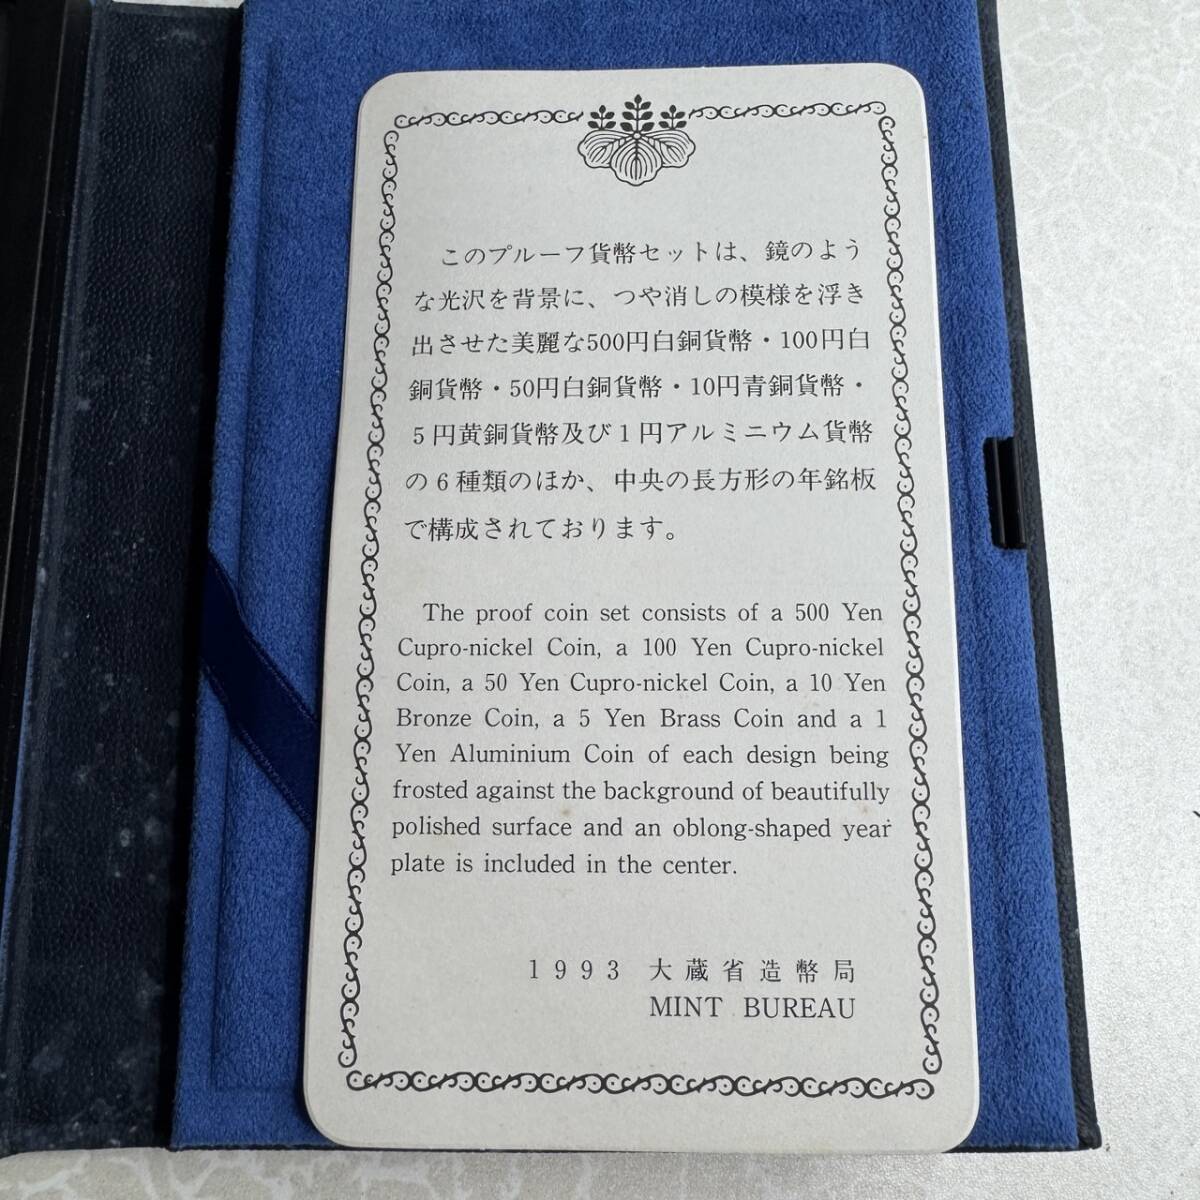 このプルーフ貨幣セットは、鏡のよう
な光沢を背景に、つや消しの模様を浮き
出させた美麗な500円白銅貨幣・100円白
銅貨幣・50円白銅貨幣・10円青銅貨幣・
5円黄銅貨幣及び1円アルミニウム貨幣
の6種類のほか、中央の長方形の年銘板
で構成されております。
The proof coin set consists of a 500 Yen
Cupro-nickel Coin, a 100 Yen Cupro-nickel
Coin, a 50 Yen Cupro-nickel Coin, a 10 Yen
Bronze Coin, a 5 Yen Brass Coin and a 1
Yen Aluminium Coin of each design being
frosted against the background of beautifully
polished surface and an oblong-shaped year
plate is included in the center.
1993 大蔵省造幣局
MINT BUREAU